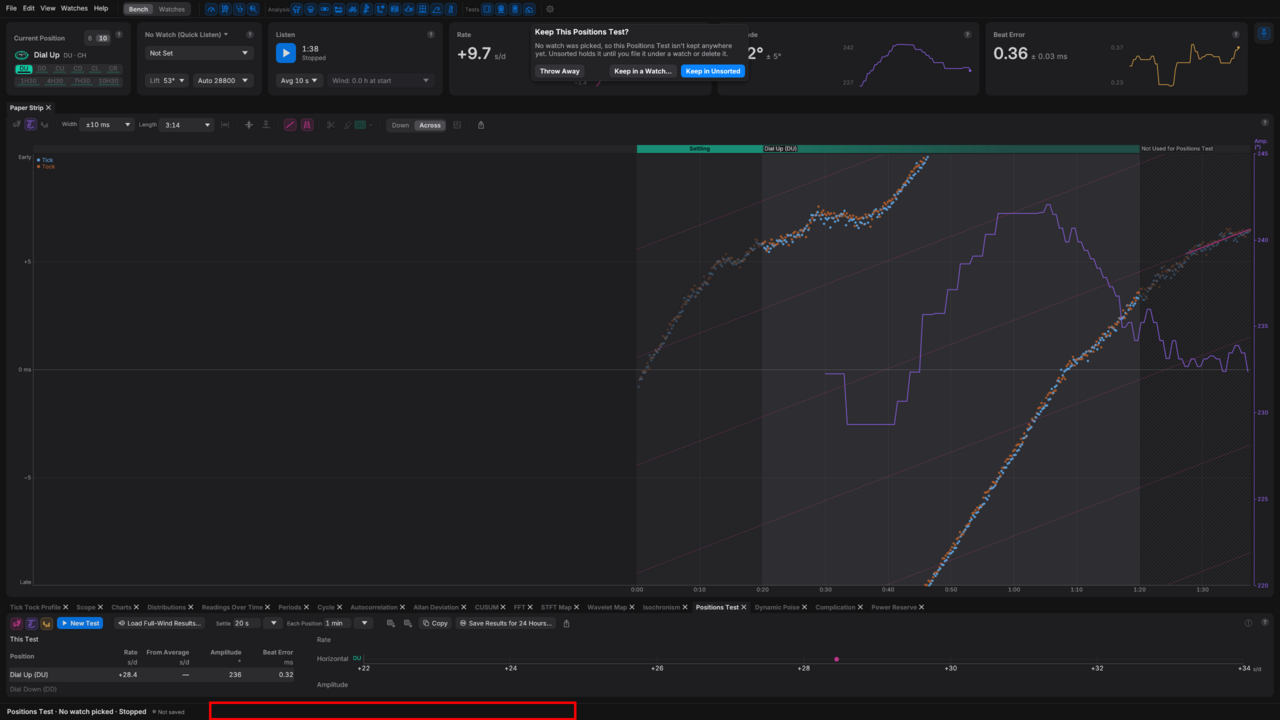 File Edit View Watches Help
Bench Watches
Analysis
Tests
Current Position 6 10 ?
Dial Up DU · CH
DU DD CU CD CL CR
1H30 4H30 7H30 10H30
No Watch (Quick Listen) ?
Not Set
Lift 53° Auto 28800
Listen ?
1:38
Stopped
Avg 10 s Wind: 0.0 h at start
Rate
+9.7 s/d
-1.4
Keep This Positions Test?
No watch was picked, so this Positions Test isn't kept anywhere
yet. Unsorted holds it until you file it under a watch or delete it.
Throw Away Keep in a Watch... Keep in Unsorted
2° ± 5°
242
237
?
Beat Error ?
0.36 ± 0.03 ms
0.37
0.23
Paper Strip
Width ±10 ms Length 3:14 Down Across ?
Settling Dial Up (DU) Not Used for Positions Test
Amp.
(°)
Early
Tick
Tock
+5
0 ms
−5
Late
245
240
235
230
225
220
0:00 0:10 0:20 0:30 0:40 0:50 1:00 1:10 1:20 1:30
Tick Tock Profile Scope Charts Distributions Readings Over Time Periods Cycle Autocorrelation Allan Deviation CUSUM FFT STFT Map Wavelet Map Isochronism Positions Test Dynamic Poise Complication Power Reserve
New Test Load Full-Wind Results... Settle 20 s Each Position 1 min Copy Save Results for 24 Hours... ?
This Test
Position Rate From Average Amplitude Beat Error
s/d s/d ° ms
Dial Up (DU) +28.4 — 236 0.32
Dial Down (DD)
Rate
Horizontal DU
+22 +24 +26 +28 +30 +32 +34 s/d
Amplitude
Positions Test · No watch picked · Stopped Not saved